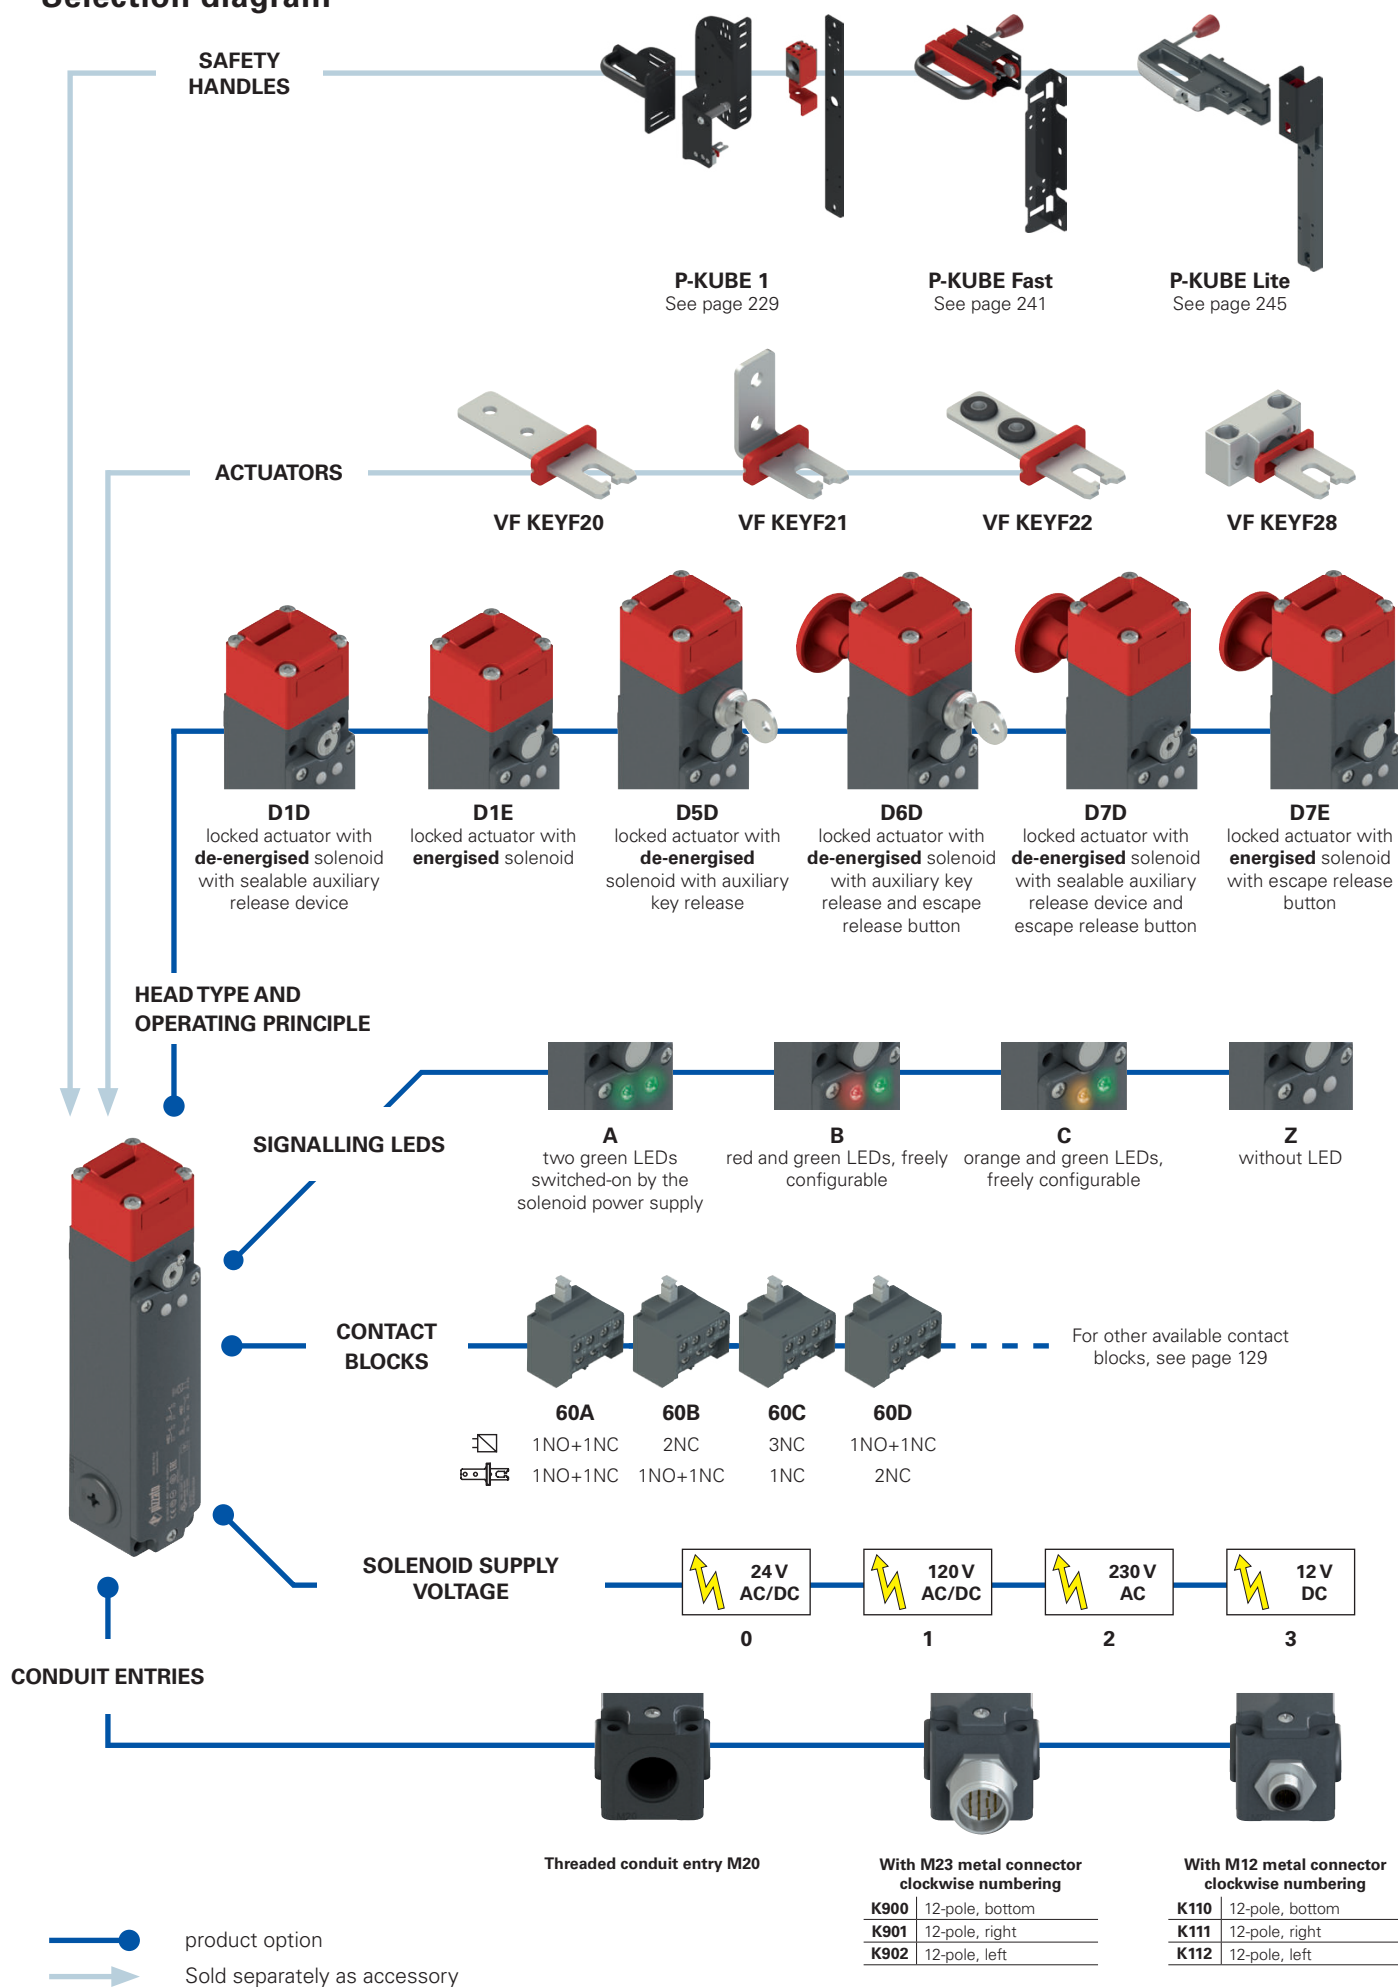 Selection diagram
SAFETY
HANDLES
P-KUBE 1
See page 229
P-KUBE Fast
See page 241
P-KUBE Lite
See page 245
ACTUATORS
VF KEYF20
VF KEYF21
VF KEYF22
VF KEYF28
D1D
locked actuator with
de-energised solenoid
with sealable auxiliary
release device
D1E
locked actuator with
energised solenoid
D5D
locked actuator with
de-energised
solenoid with auxiliary
key release
D6D
locked actuator with
de-energised solenoid
with auxiliary key
release and escape
release button
D7D
locked actuator with
de-energised solenoid
with sealable auxiliary
release device and
escape release button
D7E
locked actuator with
energised solenoid
with escape release
button
HEAD TYPE AND
OPERATING PRINCIPLE
SIGNALLING LEDS
A
two green LEDs
switched-on by the
solenoid power supply
B
red and green LEDs, freely
configurable
C
orange and green LEDs,
freely configurable
Z
without LED
CONTACT
BLOCKS
For other available contact
blocks, see page 129
60A 60B 60C 60D
1NO+1NC 2NC 3NC 1NO+1NC
1NO+1NC 1NO+1NC 1NC 2NC
pizzato
SOLENOID SUPPLY
VOLTAGE
24 V
AC/DC
0
120 V
AC/DC
1
230 V
AC
2
12 V
DC
3
CONDUIT ENTRIES
M20
Threaded conduit entry M20
With M23 metal connector
clockwise numbering
K900 12-pole, bottom
K901 12-pole, right
K902 12-pole, left
With M12 metal connector
clockwise numbering
K110 12-pole, bottom
K111 12-pole, right
K112 12-pole, left
product option
Sold separately as accessory